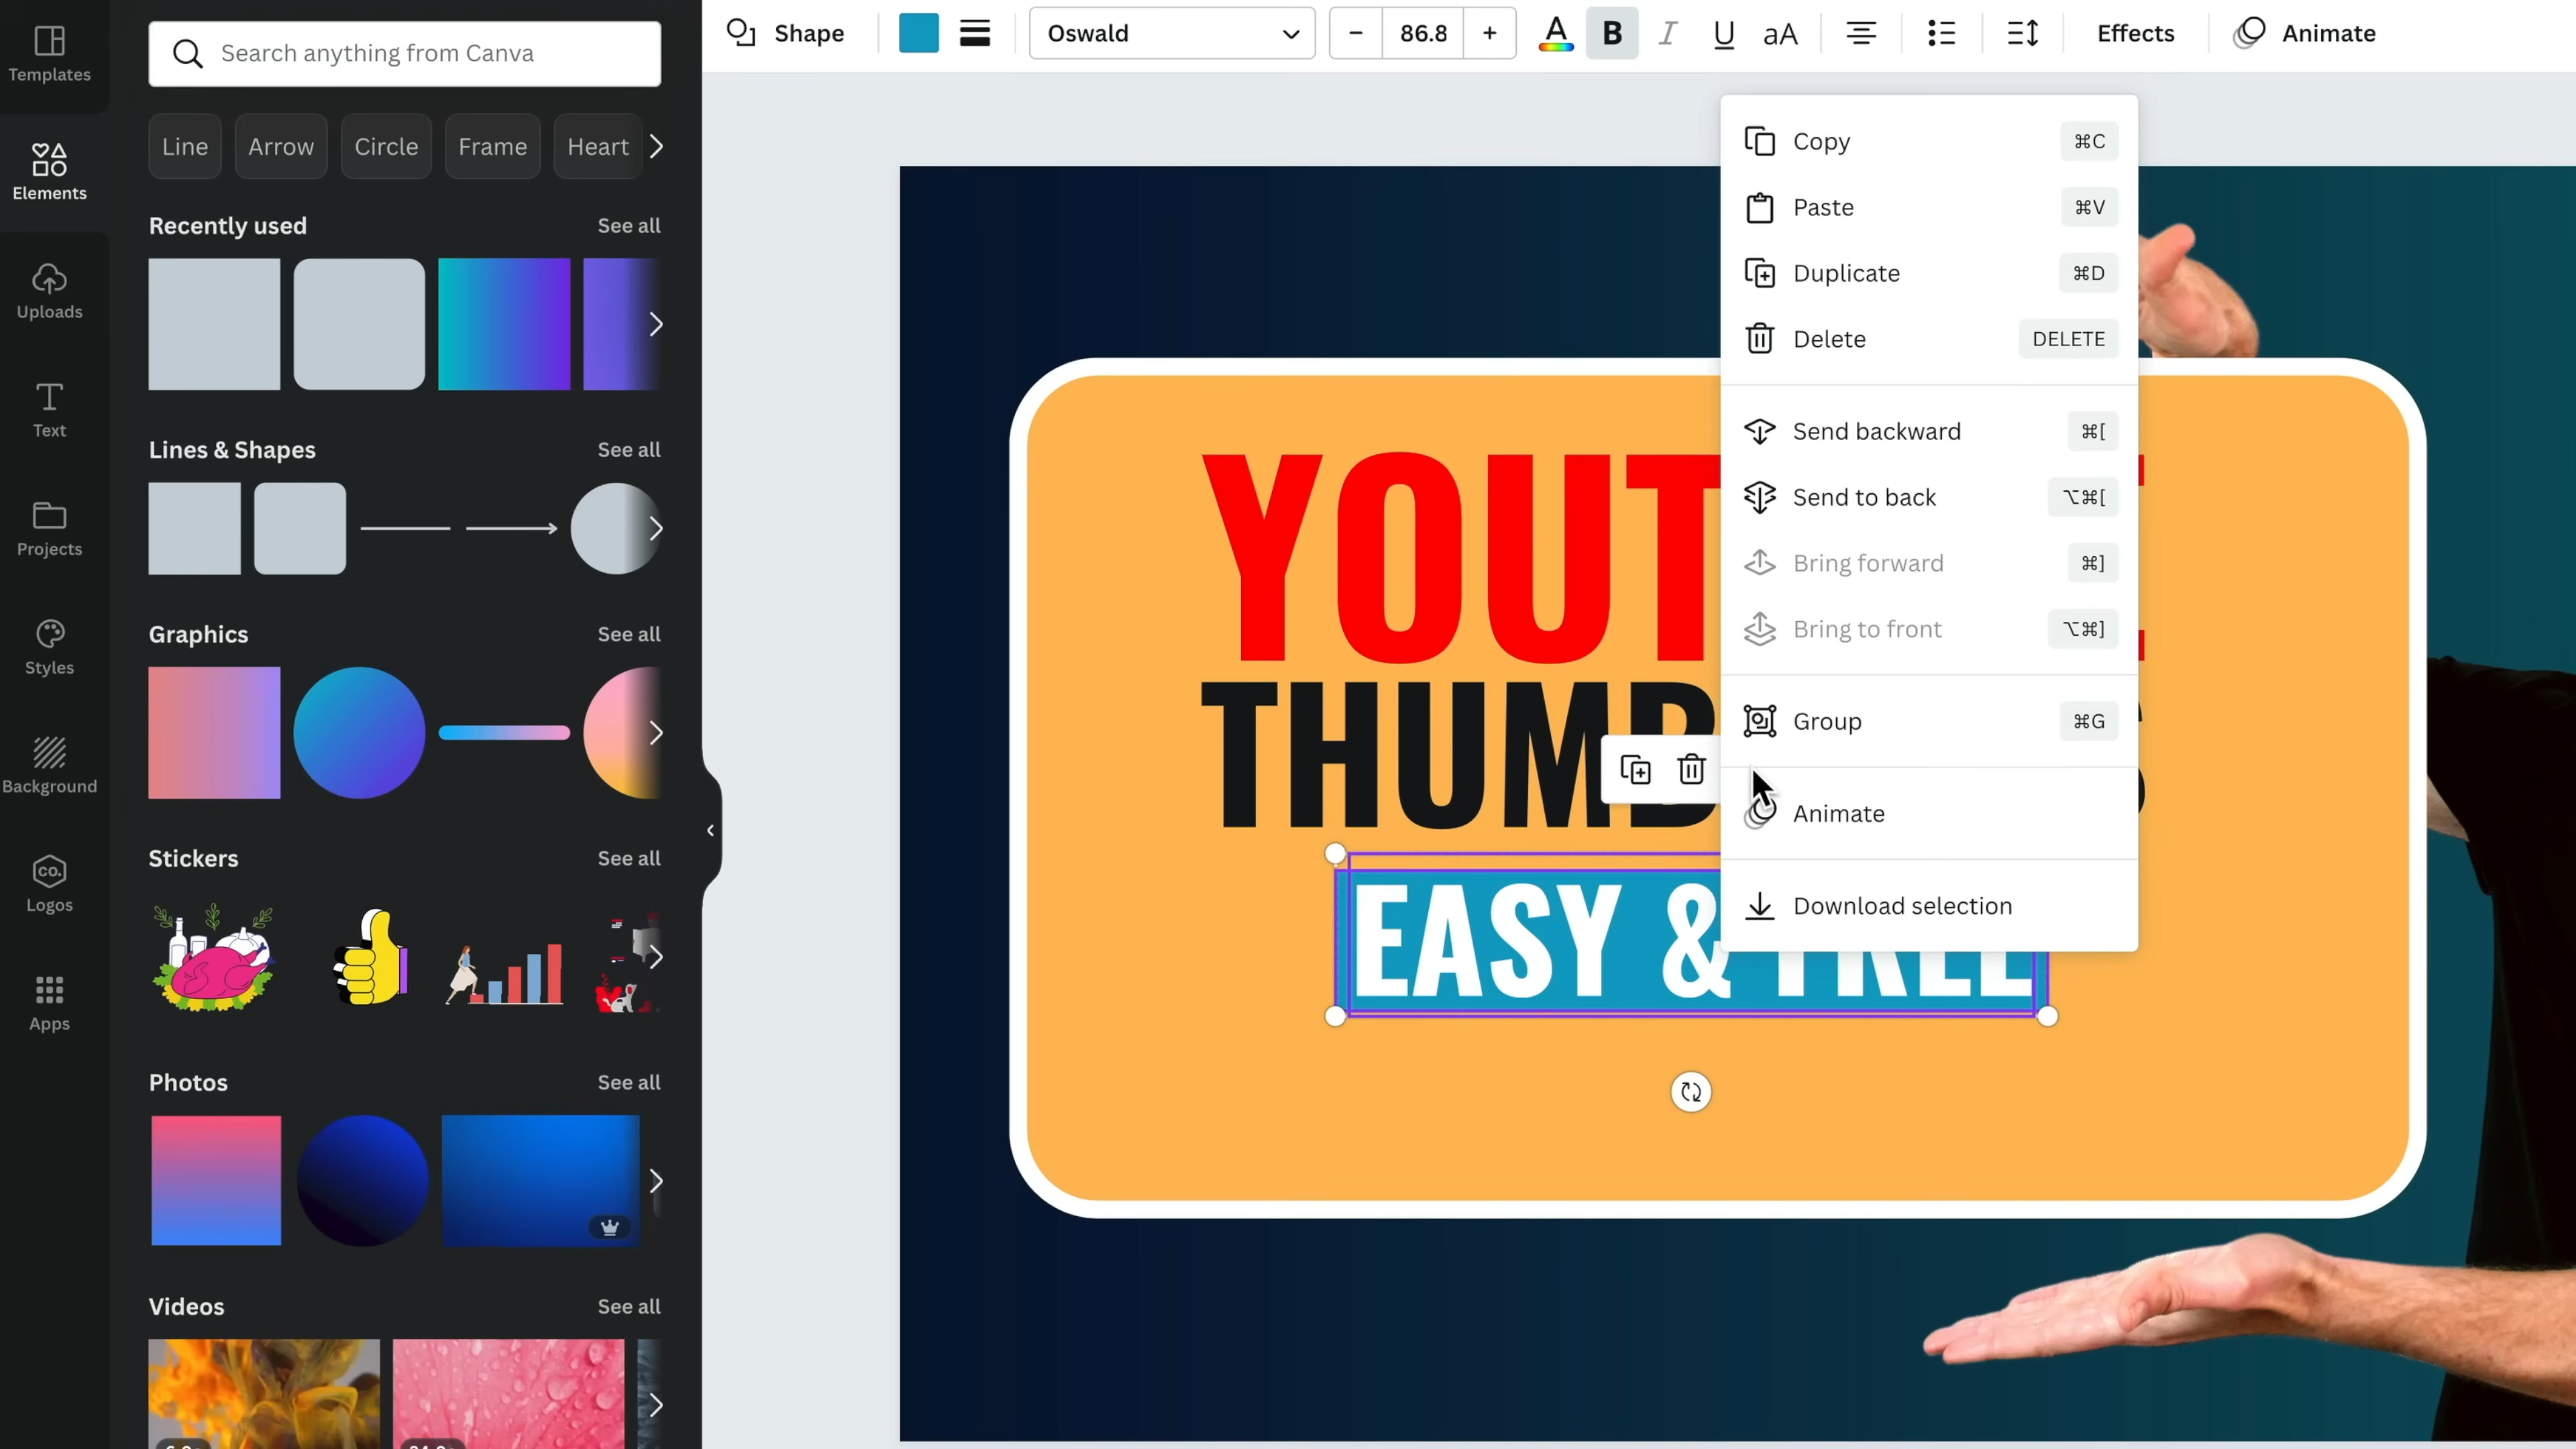 Templates
Elements
Uploads
Text
Projects
Styles
Background
CO.
Logos
Apps
Search anything from Canva
Line Arrow Circle Frame Heart
Recently used See all
Lines & Shapes See all
Graphics See all
Stickers See all
Photos See all
Videos See all
Shape Oswald − 86.8 + A B I U aA Effects Animate
Copy ⌘C
Paste ⌘V
Duplicate ⌘D
Delete DELETE
Send backward ⌘[
Send to back ⌥⌘[
Bring forward ⌘]
Bring to front ⌥⌘]
Group ⌘G
Animate
Download selection
YOUT
THUMB
EASY & FREE